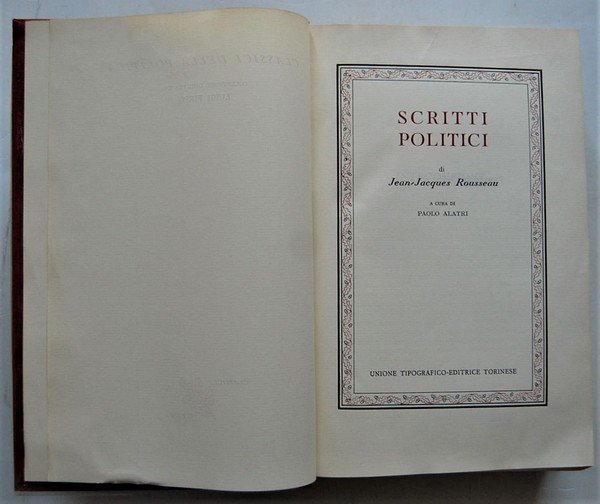 SCRITTI
POLITICI
di
Jean-Jacques Rousseau
A CURA DI
PAOLO ALATRI
UNIONE TIPOGRAFICO-EDITRICE TORINESE